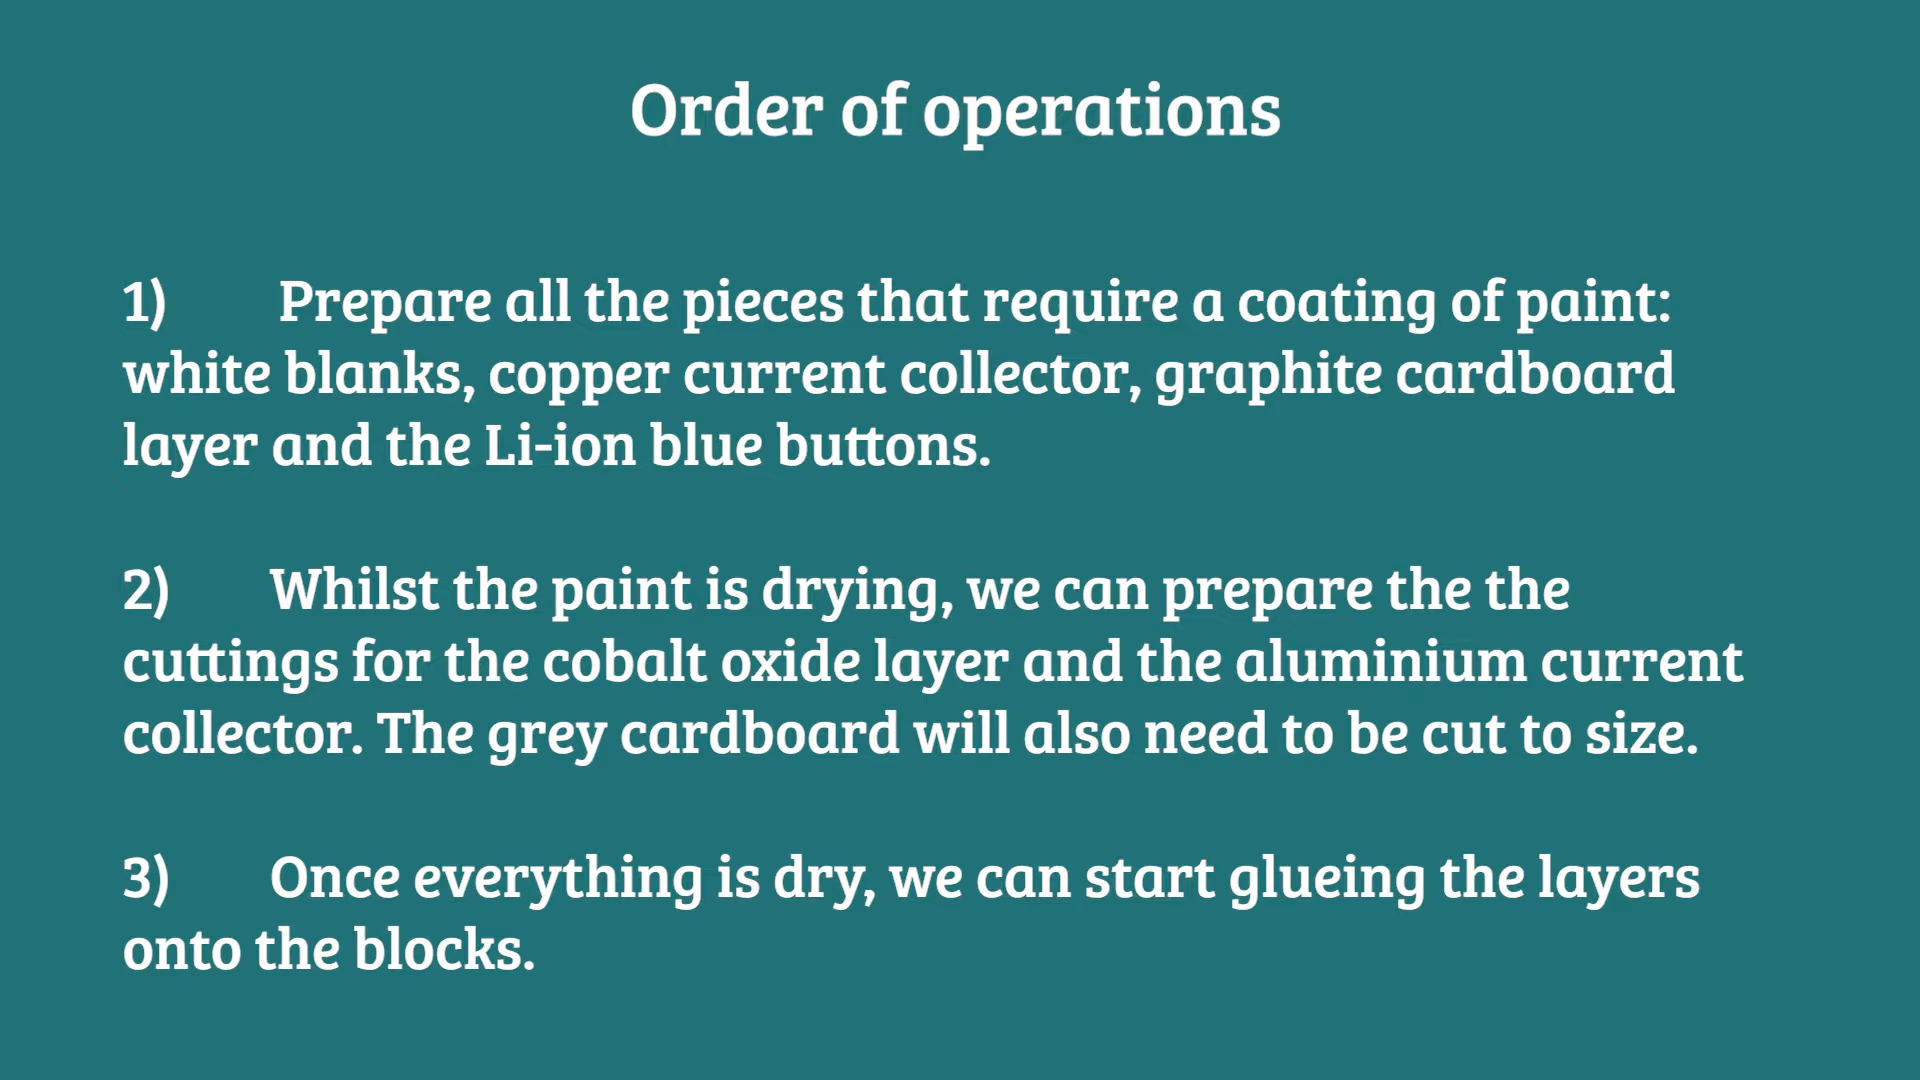 Order of operations
1) Prepare all the pieces that require a coating of paint:
white blanks, copper current collector, graphite cardboard
layer and the Li-ion blue buttons.
2) Whilst the paint is drying, we can prepare the the
cuttings for the cobalt oxide layer and the aluminium current
collector. The grey cardboard will also need to be cut to size.
3) Once everything is dry, we can start glueing the layers
onto the blocks.